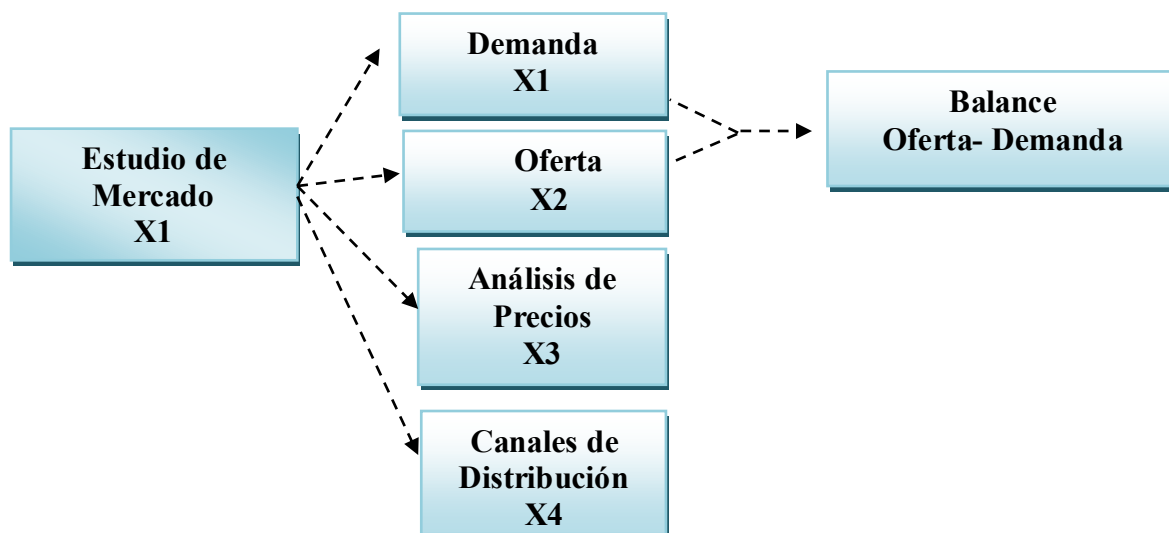 Estudio de
Mercado
X1
Demanda
X1
Oferta
X2
Análisis de
Precios
X3
Canales de
Distribución
X4
Balance
Oferta- Demanda